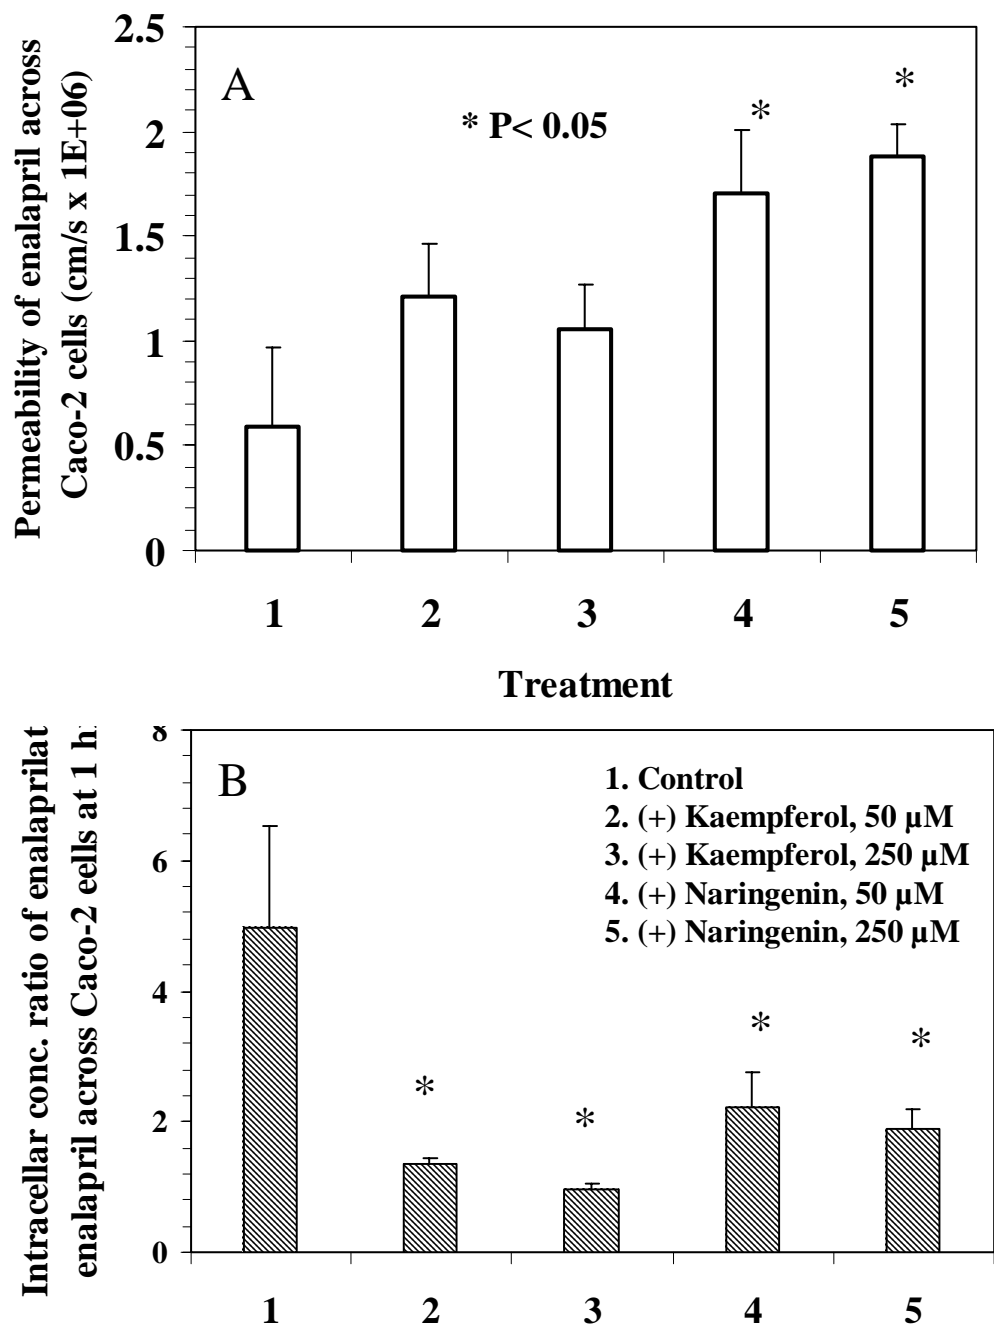 A
* P< 0.05
*
*
Permeability of enalapril across
Caco-2 cells (cm/s x 1E+06)
2.5
2
1.5
1
0.5
0
1 2 3 4 5
Treatment
B
1. Control
2. (+) Kaempferol, 50 µM
3. (+) Kaempferol, 250 µM
4. (+) Naringenin, 50 µM
5. (+) Naringenin, 250 µM
*
*
*
*
Intracellar conc. ratio of enalaprilat
enalapril across Caco-2 eells at 1 h
8
6
4
2
0
1 2 3 4 5